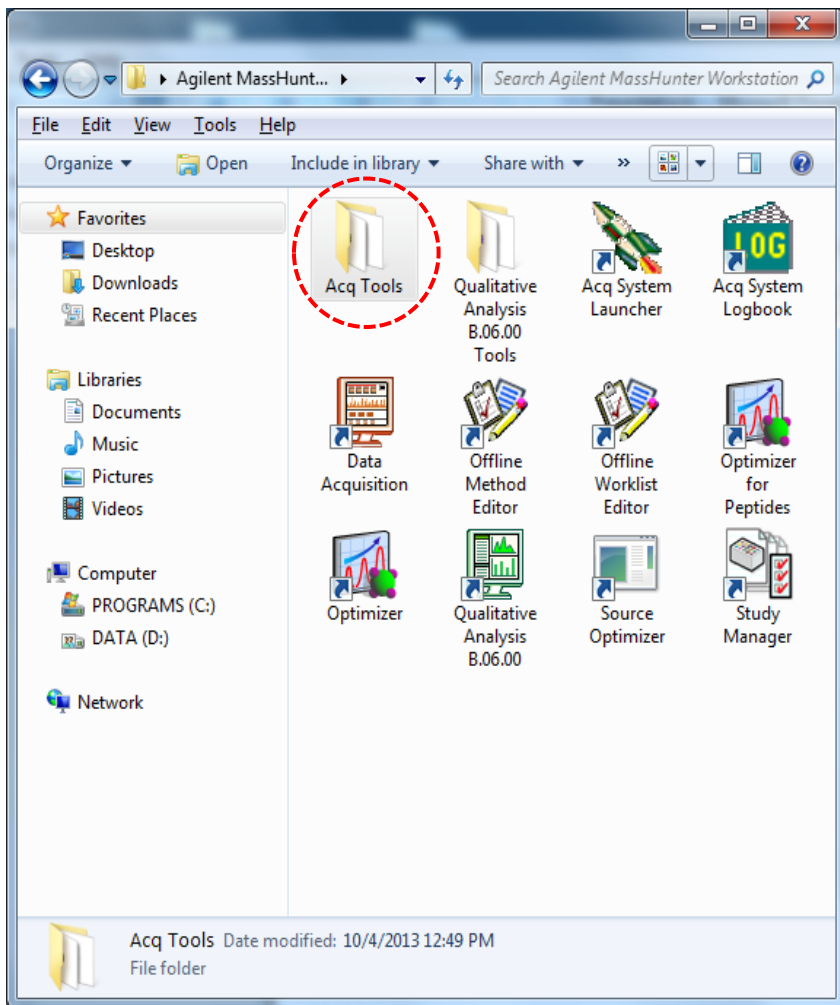 Agilent MassHunt...
Search Agilent MassHunter Workstation
File Edit View Tools Help
Organize Open Include in library Share with »
Favorites
Desktop
Downloads
Recent Places
Libraries
Documents
Music
Pictures
Videos
Computer
PROGRAMS (C:)
DATA (D:)
Network
Acq Tools
Qualitative
Analysis
B.06.00
Tools
Acq System
Launcher
LOG
Acq System
Logbook
Data
Acquisition
Offline
Method
Editor
Offline
Worklist
Editor
Optimizer
for
Peptides
Optimizer
Qualitative
Analysis
B.06.00
Source
Optimizer
Study
Manager
Acq Tools Date modified: 10/4/2013 12:49 PM
File folder